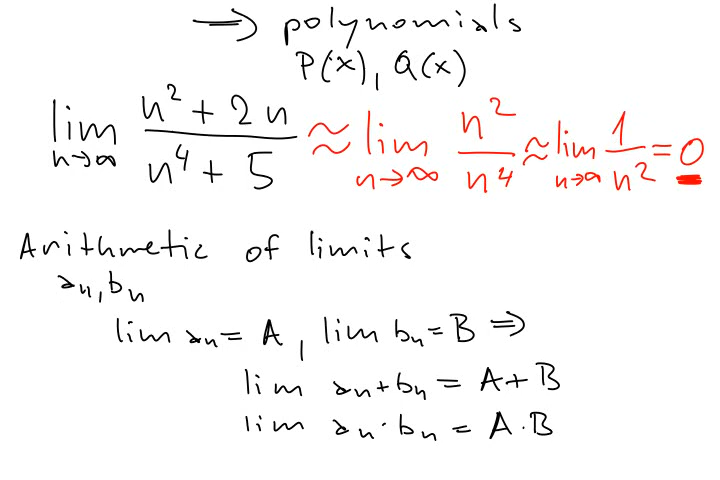 → polynomials
P(x), Q(x)
lim n→∞ (n² + 2n)/(n⁴ + 5) ≈ lim n→∞ n²/n⁴ ≈ lim n→∞ 1/n² = 0
Arithmetic of limits
aₙ, bₙ
lim aₙ = A, lim bₙ = B ⇒
lim aₙ + bₙ = A + B
lim aₙ · bₙ = A · B